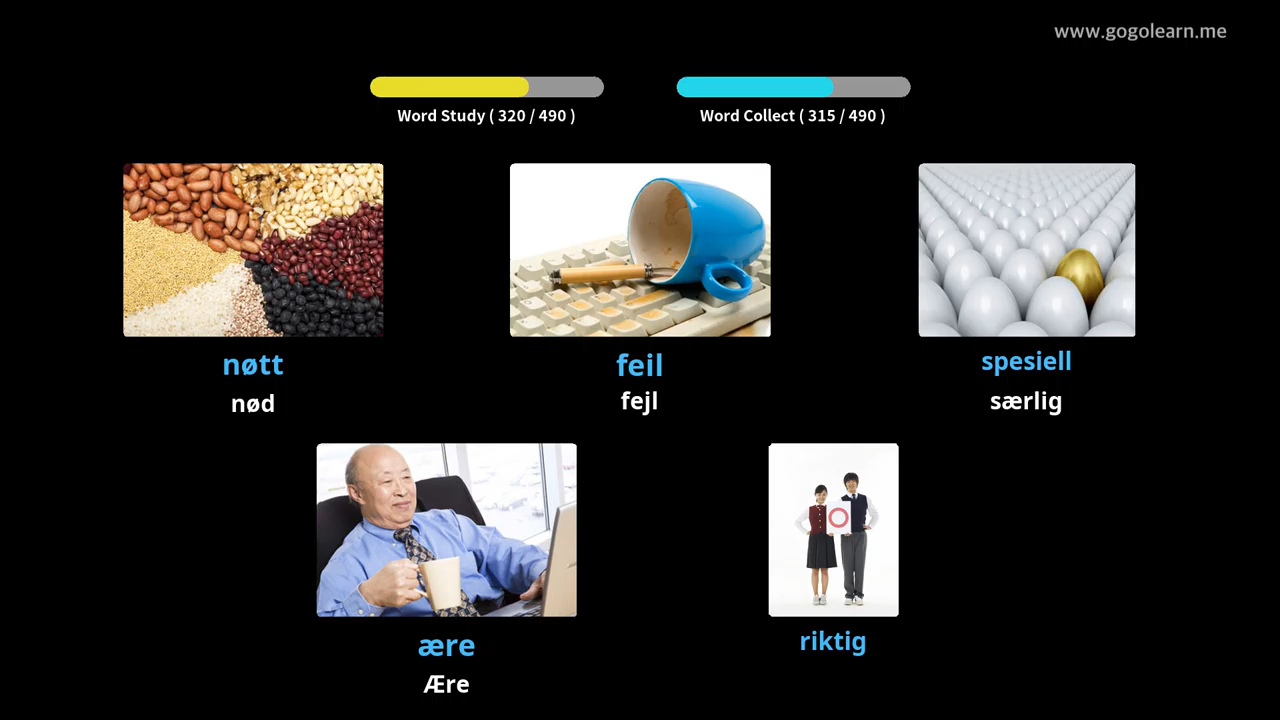 www.gogolearn.me
Word Study ( 320 / 490 )
Word Collect ( 315 / 490 )
nøtt
nød
feil
fejl
spesiell
særlig
ære
Ære
riktig